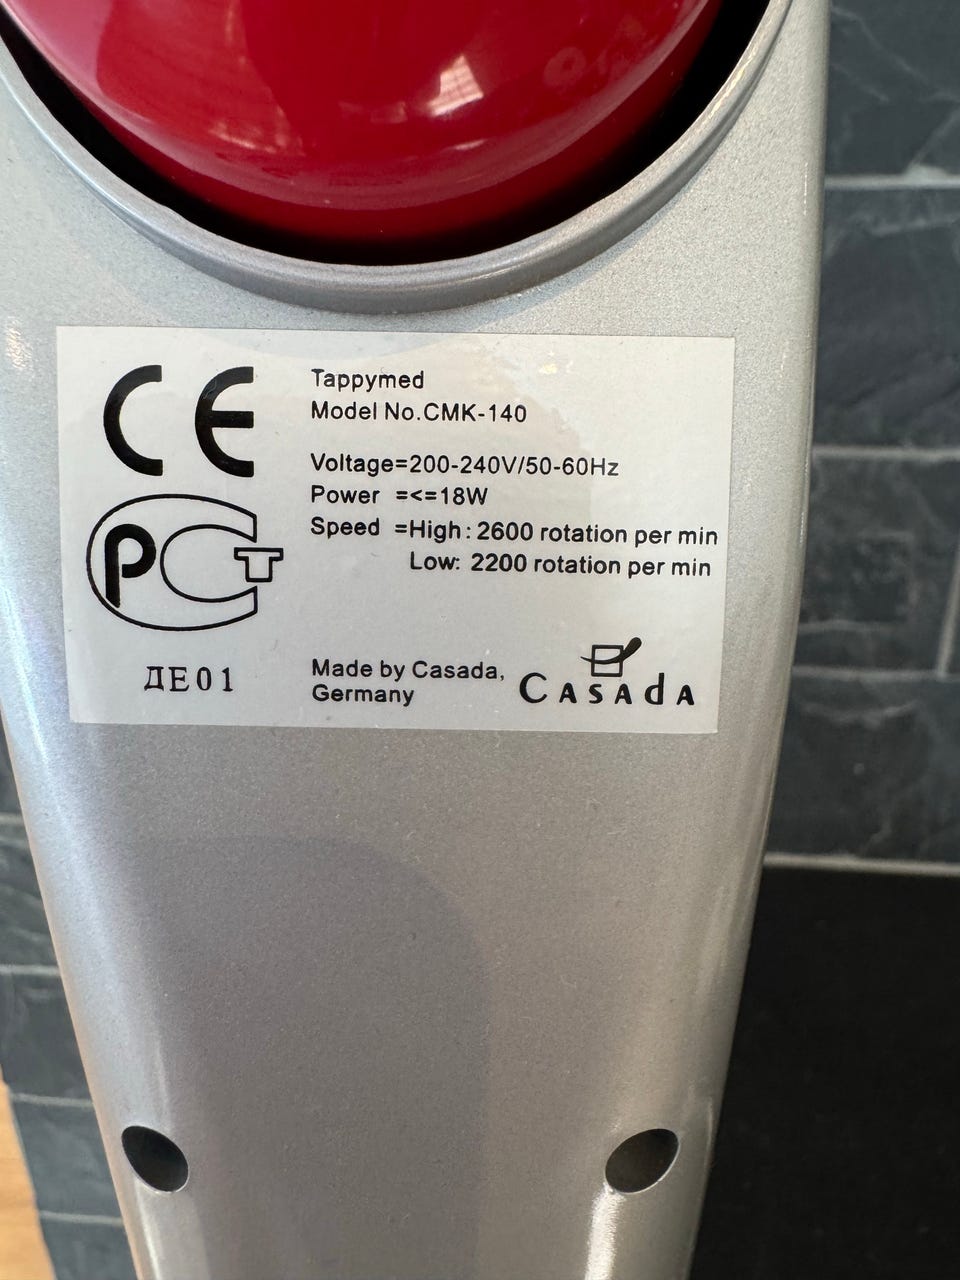 CE
Tappymed
Model No.CMK-140
Voltage=200-240V/50-60Hz
Power =<=18W
Speed =High: 2600 rotation per min
Low: 2200 rotation per min
PCT
ДЕ01
Made by Casada,
Germany
CASAdA